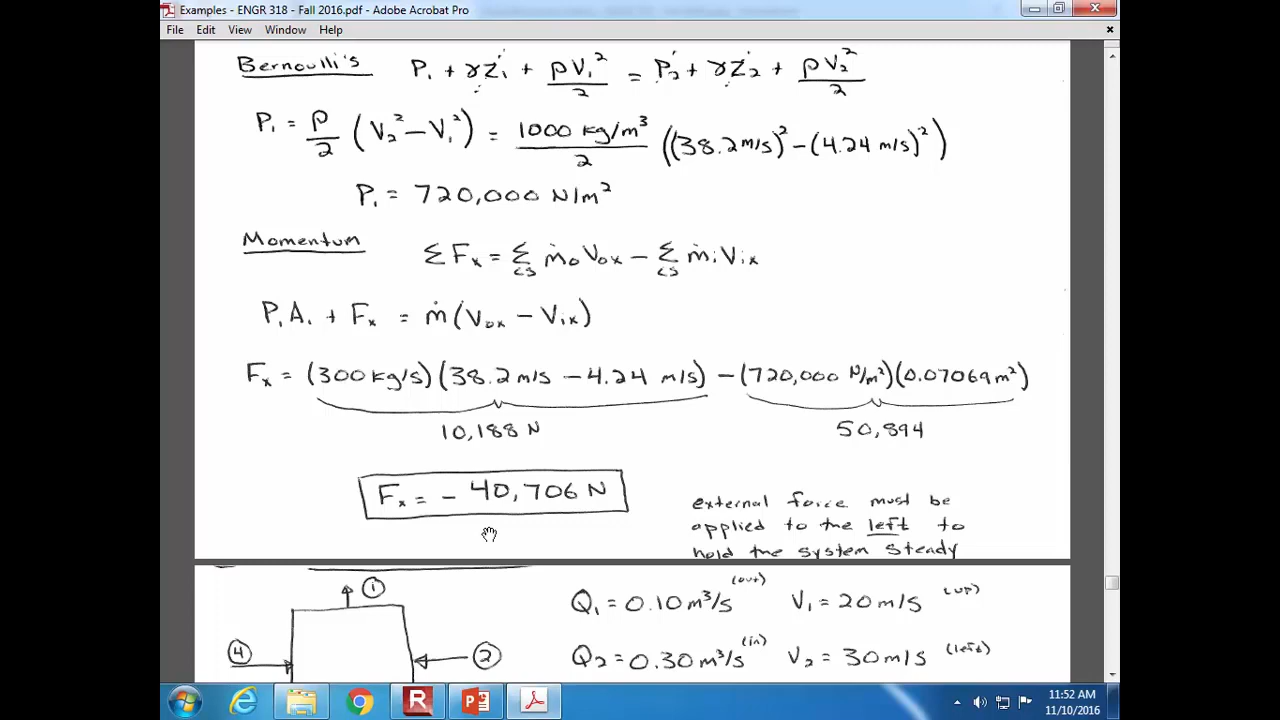 Examples - ENGR 318 - Fall 2016.pdf - Adobe Acrobat Pro
File Edit View Window Help
Bernoulli's P₁ + γZ₁ + ρV₁²/2 = P₂ + γZ₂ + ρV₂²/2
P₁ = ρ/2 (V₂² - V₁²) = 1000 kg/m³/2 ((38.2 m/s)² - (4.24 m/s)²)
P₁ = 720,000 N/m²
Momentum ΣFx = Σcs ṁoVox - Σcs ṁiVix
P₁A₁ + Fx = ṁ(Vox - Vix)
Fx = (300 kg/s)(38.2 m/s - 4.24 m/s) - (720,000 N/m²)(0.07069 m²)
10,188 N 50,894
Fx = - 40,706 N
external force must be
applied to the left to
hold the system steady
① Q₁ = 0.10 m³/s (out) V₁ = 20 m/s (up)
④ ② Q₂ = 0.30 m³/s (in) V₂ = 30 m/s (left)
11:52 AM
11/10/2016